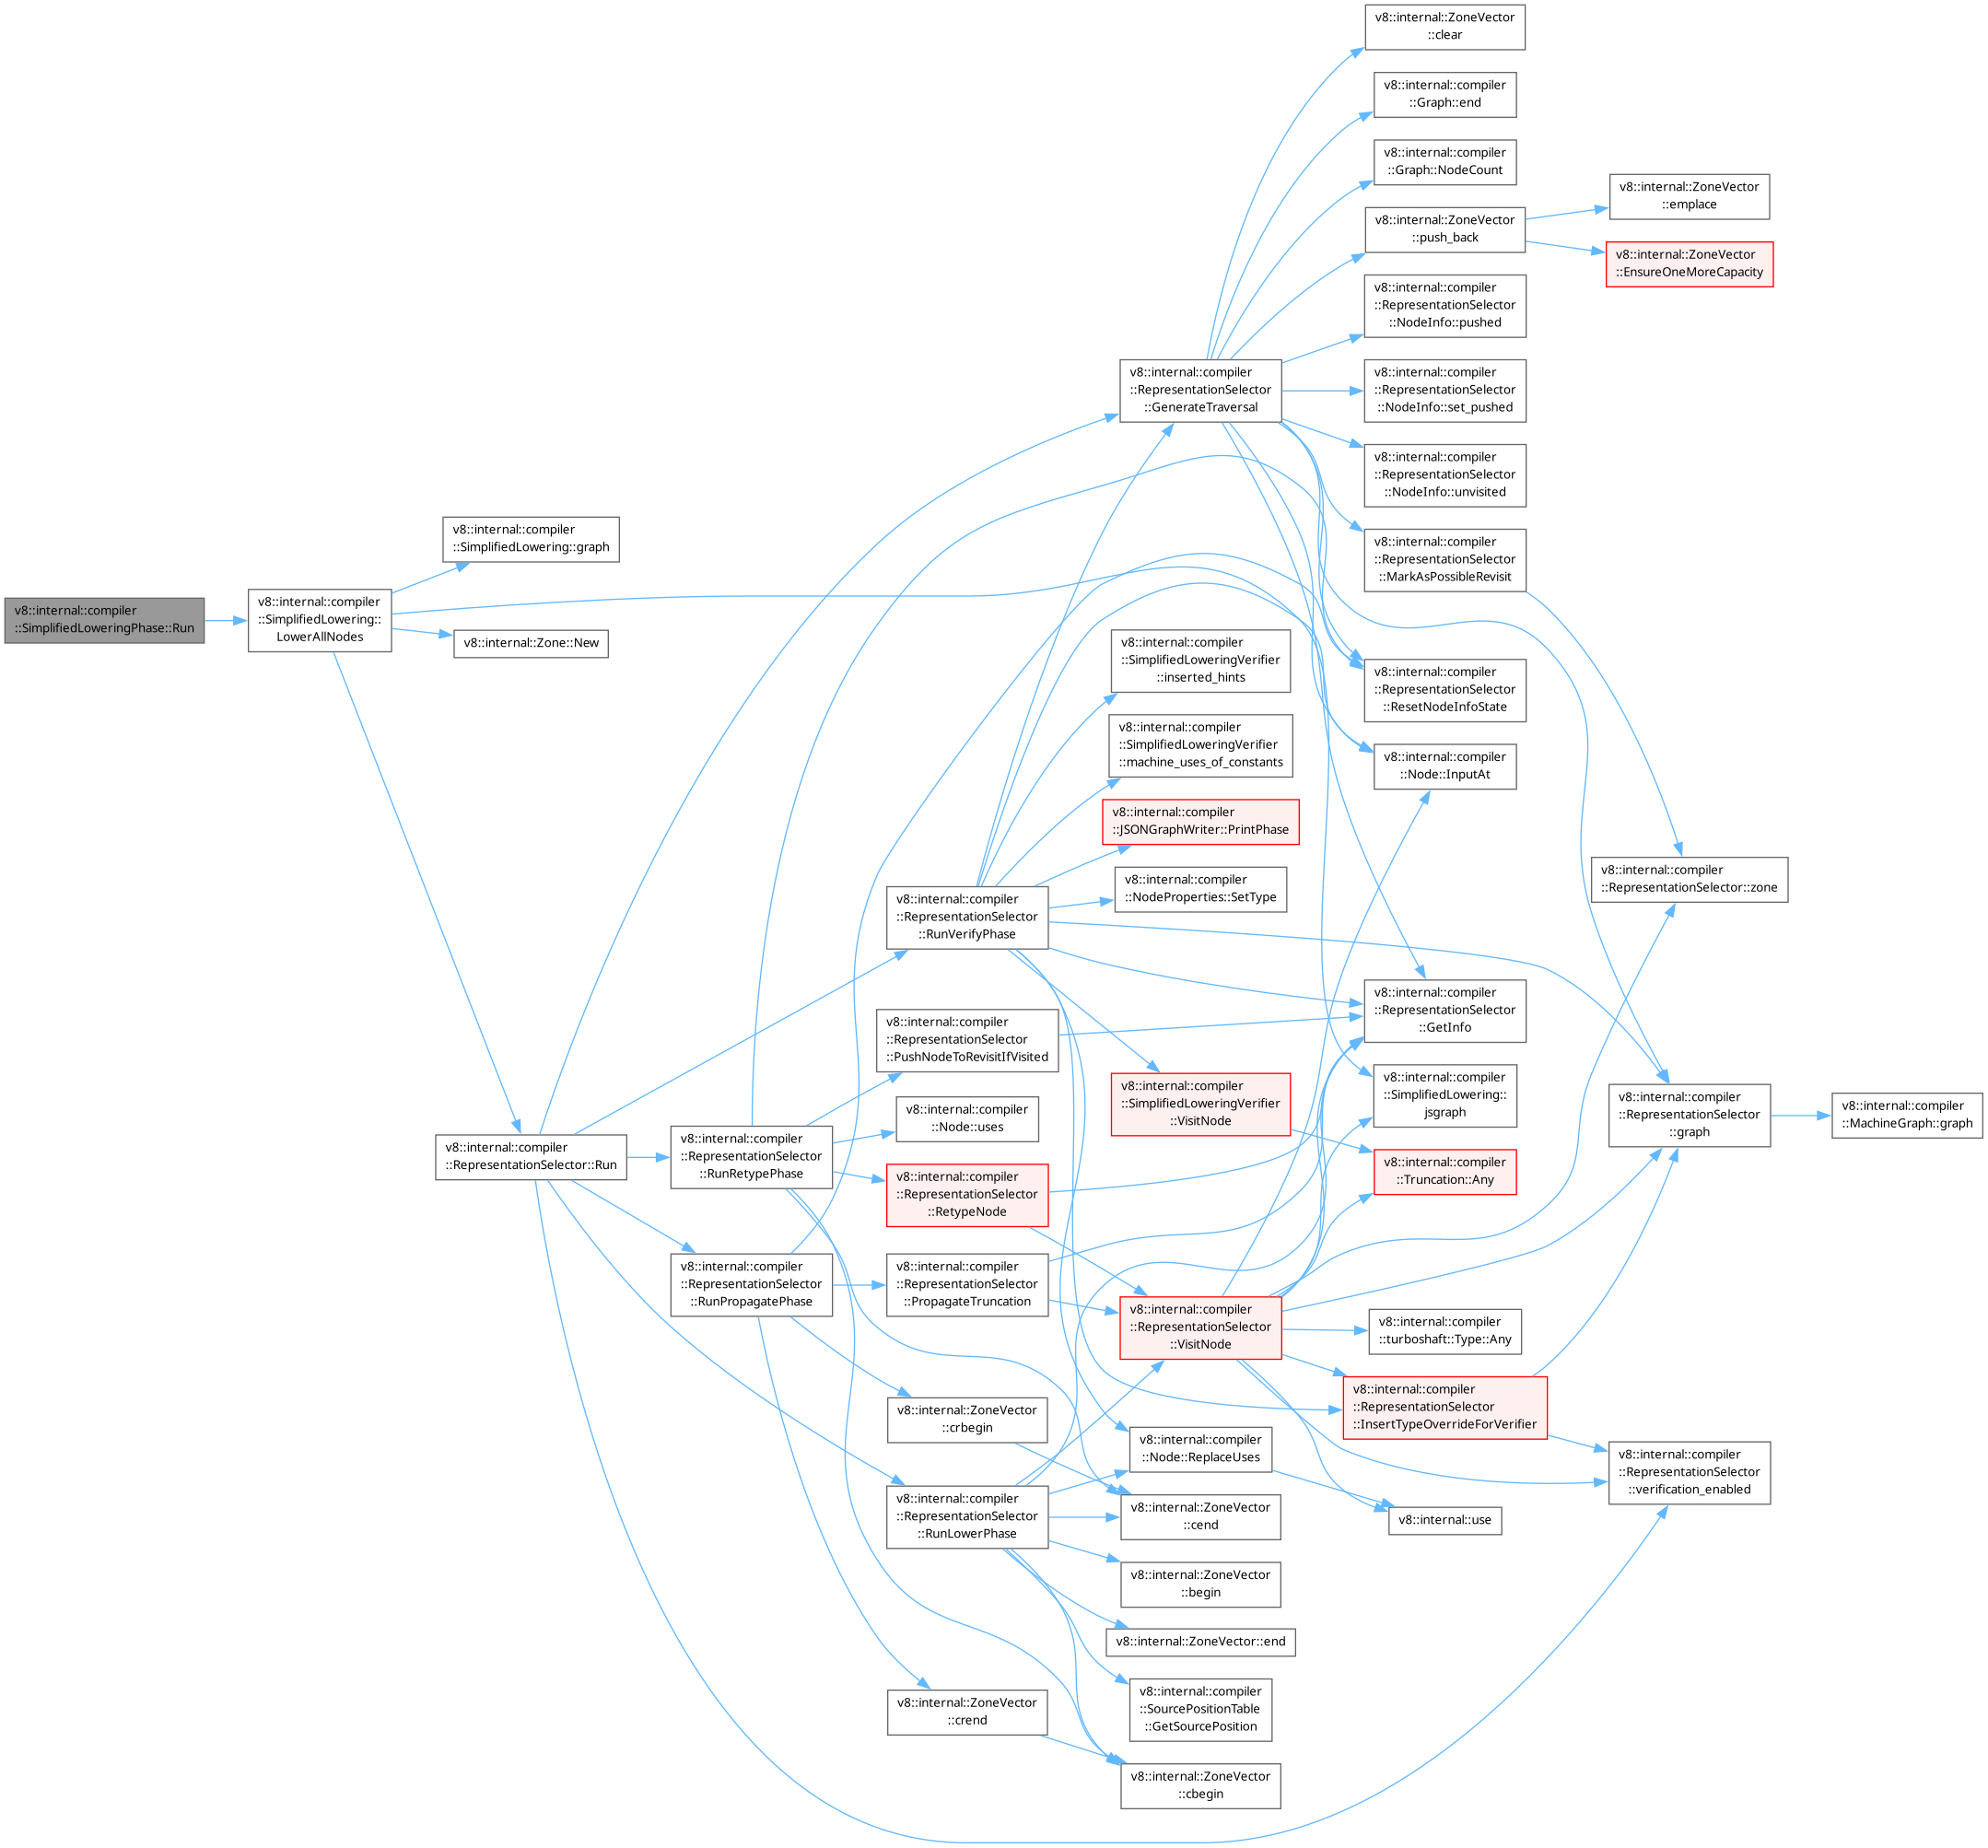 v8::internal::compiler
::SimplifiedLoweringPhase::Run
v8::internal::compiler
::SimplifiedLowering::
LowerAllNodes
v8::internal::compiler
::SimplifiedLowering::graph
v8::internal::Zone::New
v8::internal::compiler
::RepresentationSelector::Run
v8::internal::compiler
::RepresentationSelector
::RunRetypePhase
v8::internal::compiler
::RepresentationSelector
::RunPropagatePhase
v8::internal::compiler
::RepresentationSelector
::RunVerifyPhase
v8::internal::compiler
::RepresentationSelector
::PushNodeToRevisitIfVisited
v8::internal::compiler
::Node::uses
v8::internal::compiler
::RepresentationSelector
::RetypeNode
v8::internal::compiler
::RepresentationSelector
::PropagateTruncation
v8::internal::ZoneVector
::crbegin
v8::internal::compiler
::RepresentationSelector
::RunLowerPhase
v8::internal::ZoneVector
::crend
v8::internal::compiler
::RepresentationSelector
::GenerateTraversal
v8::internal::compiler
::SimplifiedLoweringVerifier
::inserted_hints
v8::internal::compiler
::SimplifiedLoweringVerifier
::machine_uses_of_constants
v8::internal::compiler
::JSONGraphWriter::PrintPhase
v8::internal::compiler
::NodeProperties::SetType
v8::internal::compiler
::SimplifiedLoweringVerifier
::VisitNode
v8::internal::compiler
::RepresentationSelector
::VisitNode
v8::internal::compiler
::Node::ReplaceUses
v8::internal::ZoneVector
::cend
v8::internal::ZoneVector
::begin
v8::internal::ZoneVector::end
v8::internal::compiler
::SourcePositionTable
::GetSourcePosition
v8::internal::ZoneVector
::cbegin
v8::internal::ZoneVector
::clear
v8::internal::compiler
::Graph::end
v8::internal::compiler
::Graph::NodeCount
v8::internal::ZoneVector
::push_back
v8::internal::compiler
::RepresentationSelector
::NodeInfo::pushed
v8::internal::compiler
::RepresentationSelector
::NodeInfo::set_pushed
v8::internal::compiler
::RepresentationSelector
::NodeInfo::unvisited
v8::internal::compiler
::RepresentationSelector
::MarkAsPossibleRevisit
v8::internal::compiler
::RepresentationSelector
::ResetNodeInfoState
v8::internal::compiler
::Node::InputAt
v8::internal::compiler
::RepresentationSelector
::GetInfo
v8::internal::compiler
::SimplifiedLowering::
jsgraph
v8::internal::compiler
::Truncation::Any
v8::internal::compiler
::turboshaft::Type::Any
v8::internal::compiler
::RepresentationSelector
::InsertTypeOverrideForVerifier
v8::internal::use
v8::internal::ZoneVector
::emplace
v8::internal::ZoneVector
::EnsureOneMoreCapacity
v8::internal::compiler
::RepresentationSelector::zone
v8::internal::compiler
::RepresentationSelector
::graph
v8::internal::compiler
::RepresentationSelector
::verification_enabled
v8::internal::compiler
::MachineGraph::graph